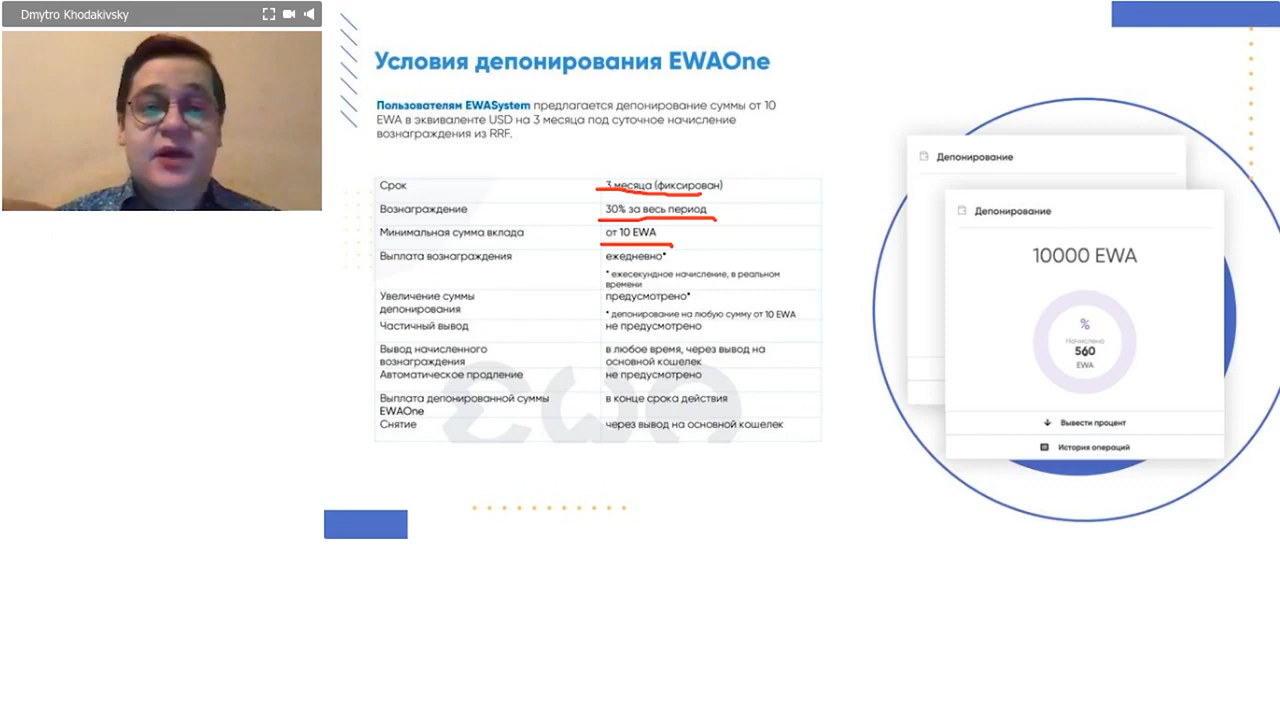 Dmytro Khodakivsky
Условия депонирования EWAOne
Пользователям EWASystem предлагается депонирование суммы от 10
EWA в эквиваленте USD на 3 месяца под суточное начисление
вознаграждения из RRF.
Срок 3 месяца (фиксирован)
Вознаграждение 30% за весь период
Минимальная сумма вклада от 10 EWA
Выплата вознаграждения ежедневно*
* ежесекундное начисление, в реальном
времени
Увеличение суммы предусмотрено*
депонирования * депонирование на любую сумму от 10 EWA
Частичный вывод не предусмотрено
Вывод начисленного в любое время, через вывод на
вознаграждения основной кошелек
Автоматическое продление не предусмотрено
Выплата депонированной суммы в конце срока действия
EWAOne
Снятие через вывод на основной кошелек
ewa
Депонирование
Депонирование
10000 EWA
%
Начислено
560
EWA
Вывести процент
История операций